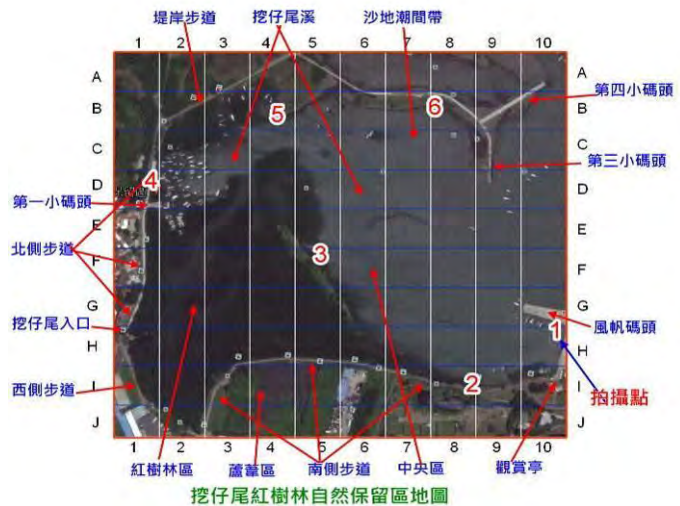 堤岸步道 挖仔尾溪 沙地潮間帶
1 2 3 4 5 6 7 8 9 10
A A
B 5 6 B 第四小碼頭
C C
第三小碼頭
4
D D
第一小碼頭
E E
3
北側步道
F F
G G
風帆碼頭
挖仔尾入口 1
H H
西側步道 I 2 I 拍攝點
J J
1 2 3 4 5 6 7 8 9 10
紅樹林區 蘆葦區 南側步道 中央區 觀賞亭
挖仔尾紅樹林自然保留區地圖